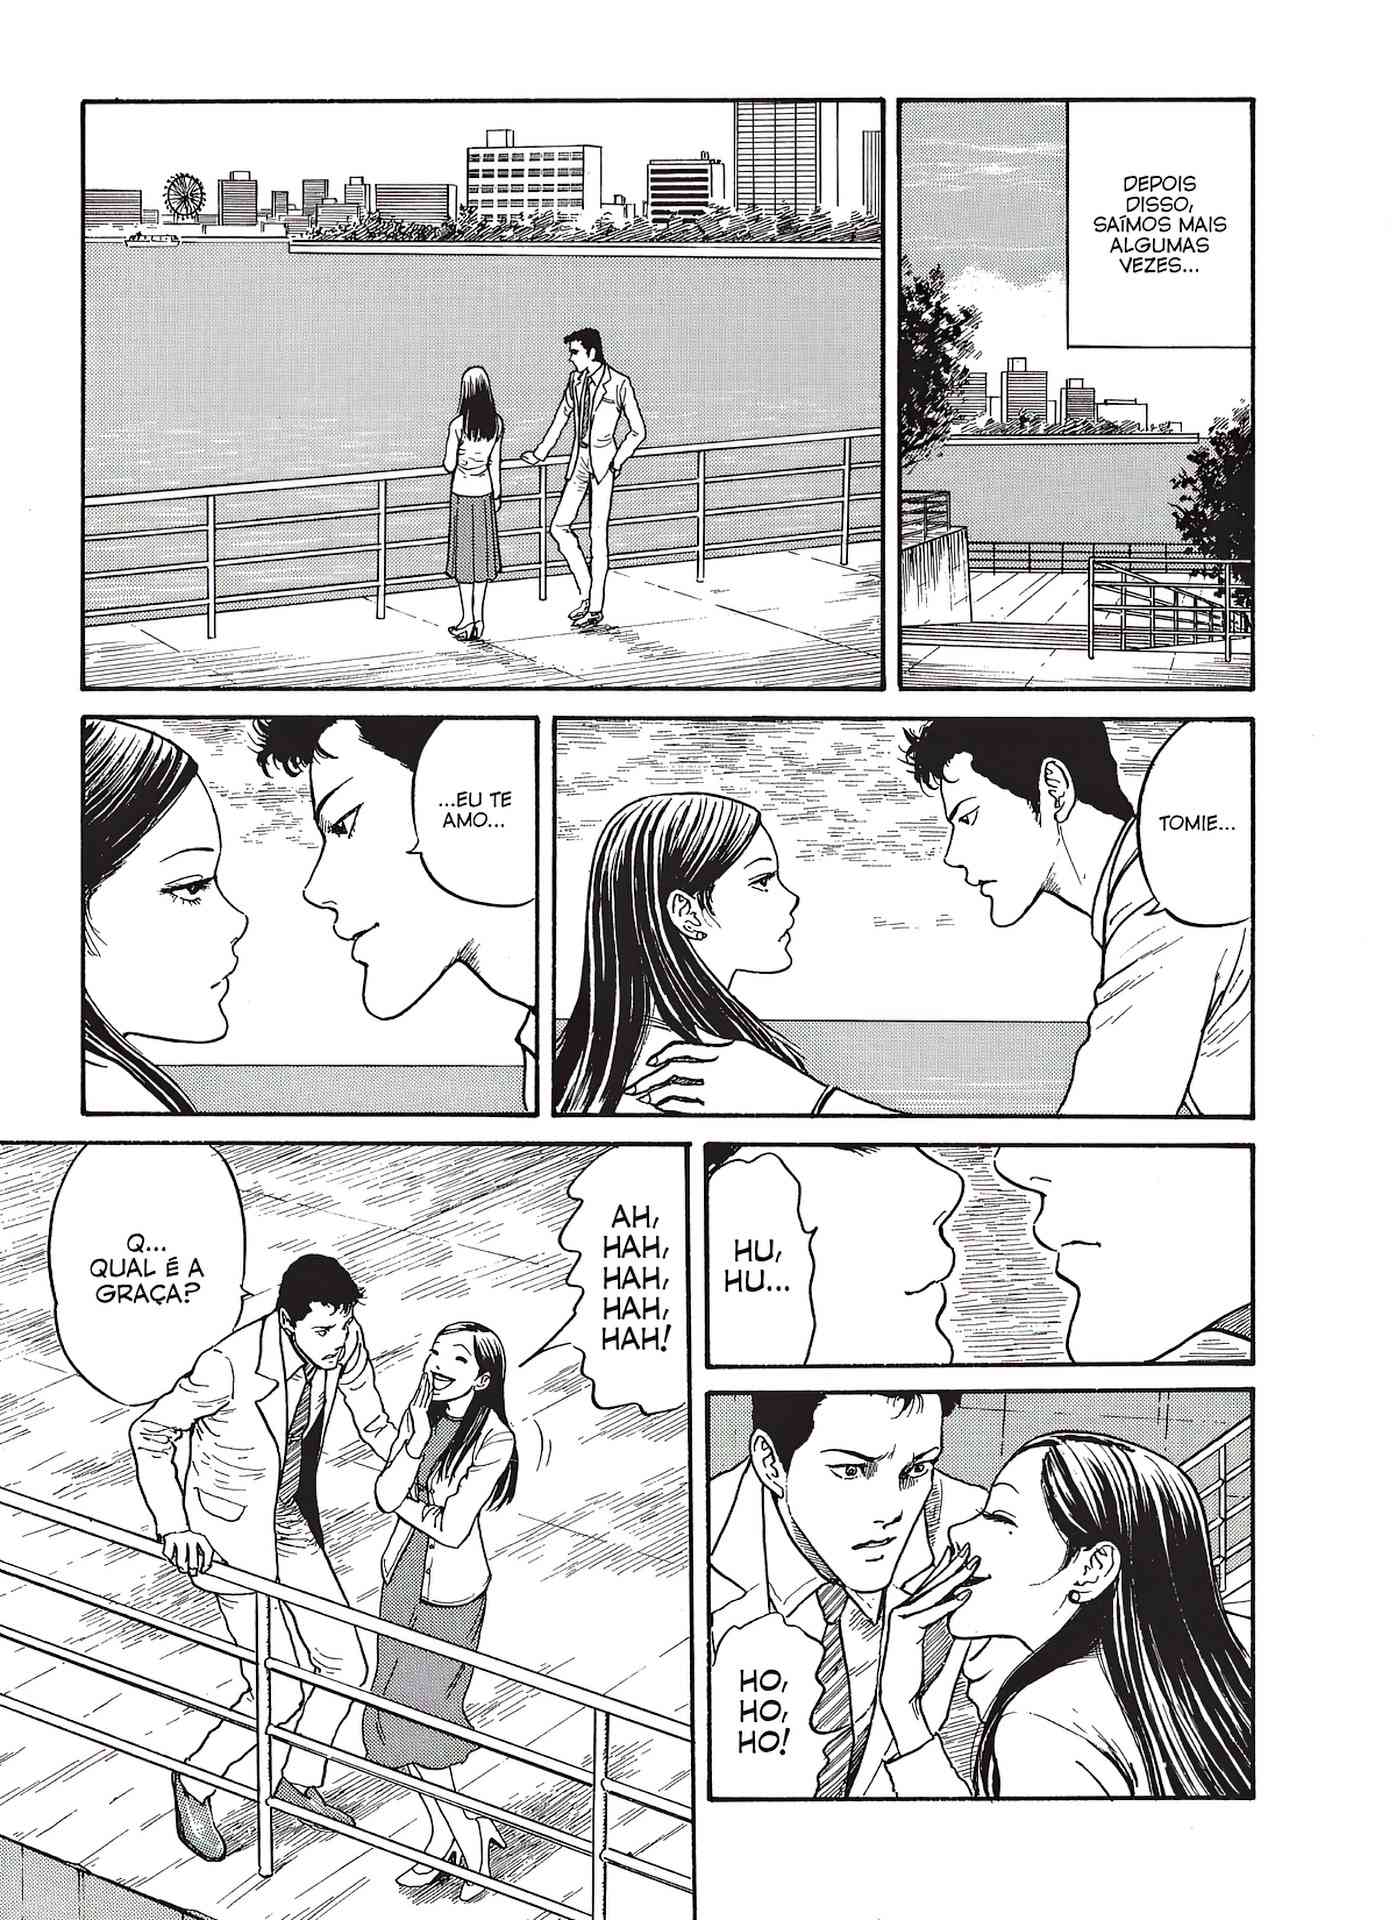 DEPOIS
DISSO,
SAÍMOS MAIS
ALGUMAS
VEZES...
TOMIE...
...EU TE
AMO...
HU,
HU...
HO,
HO,
HO!
AH,
HAH,
HAH,
HAH,
HAH!
Q...
QUAL É A
GRAÇA?